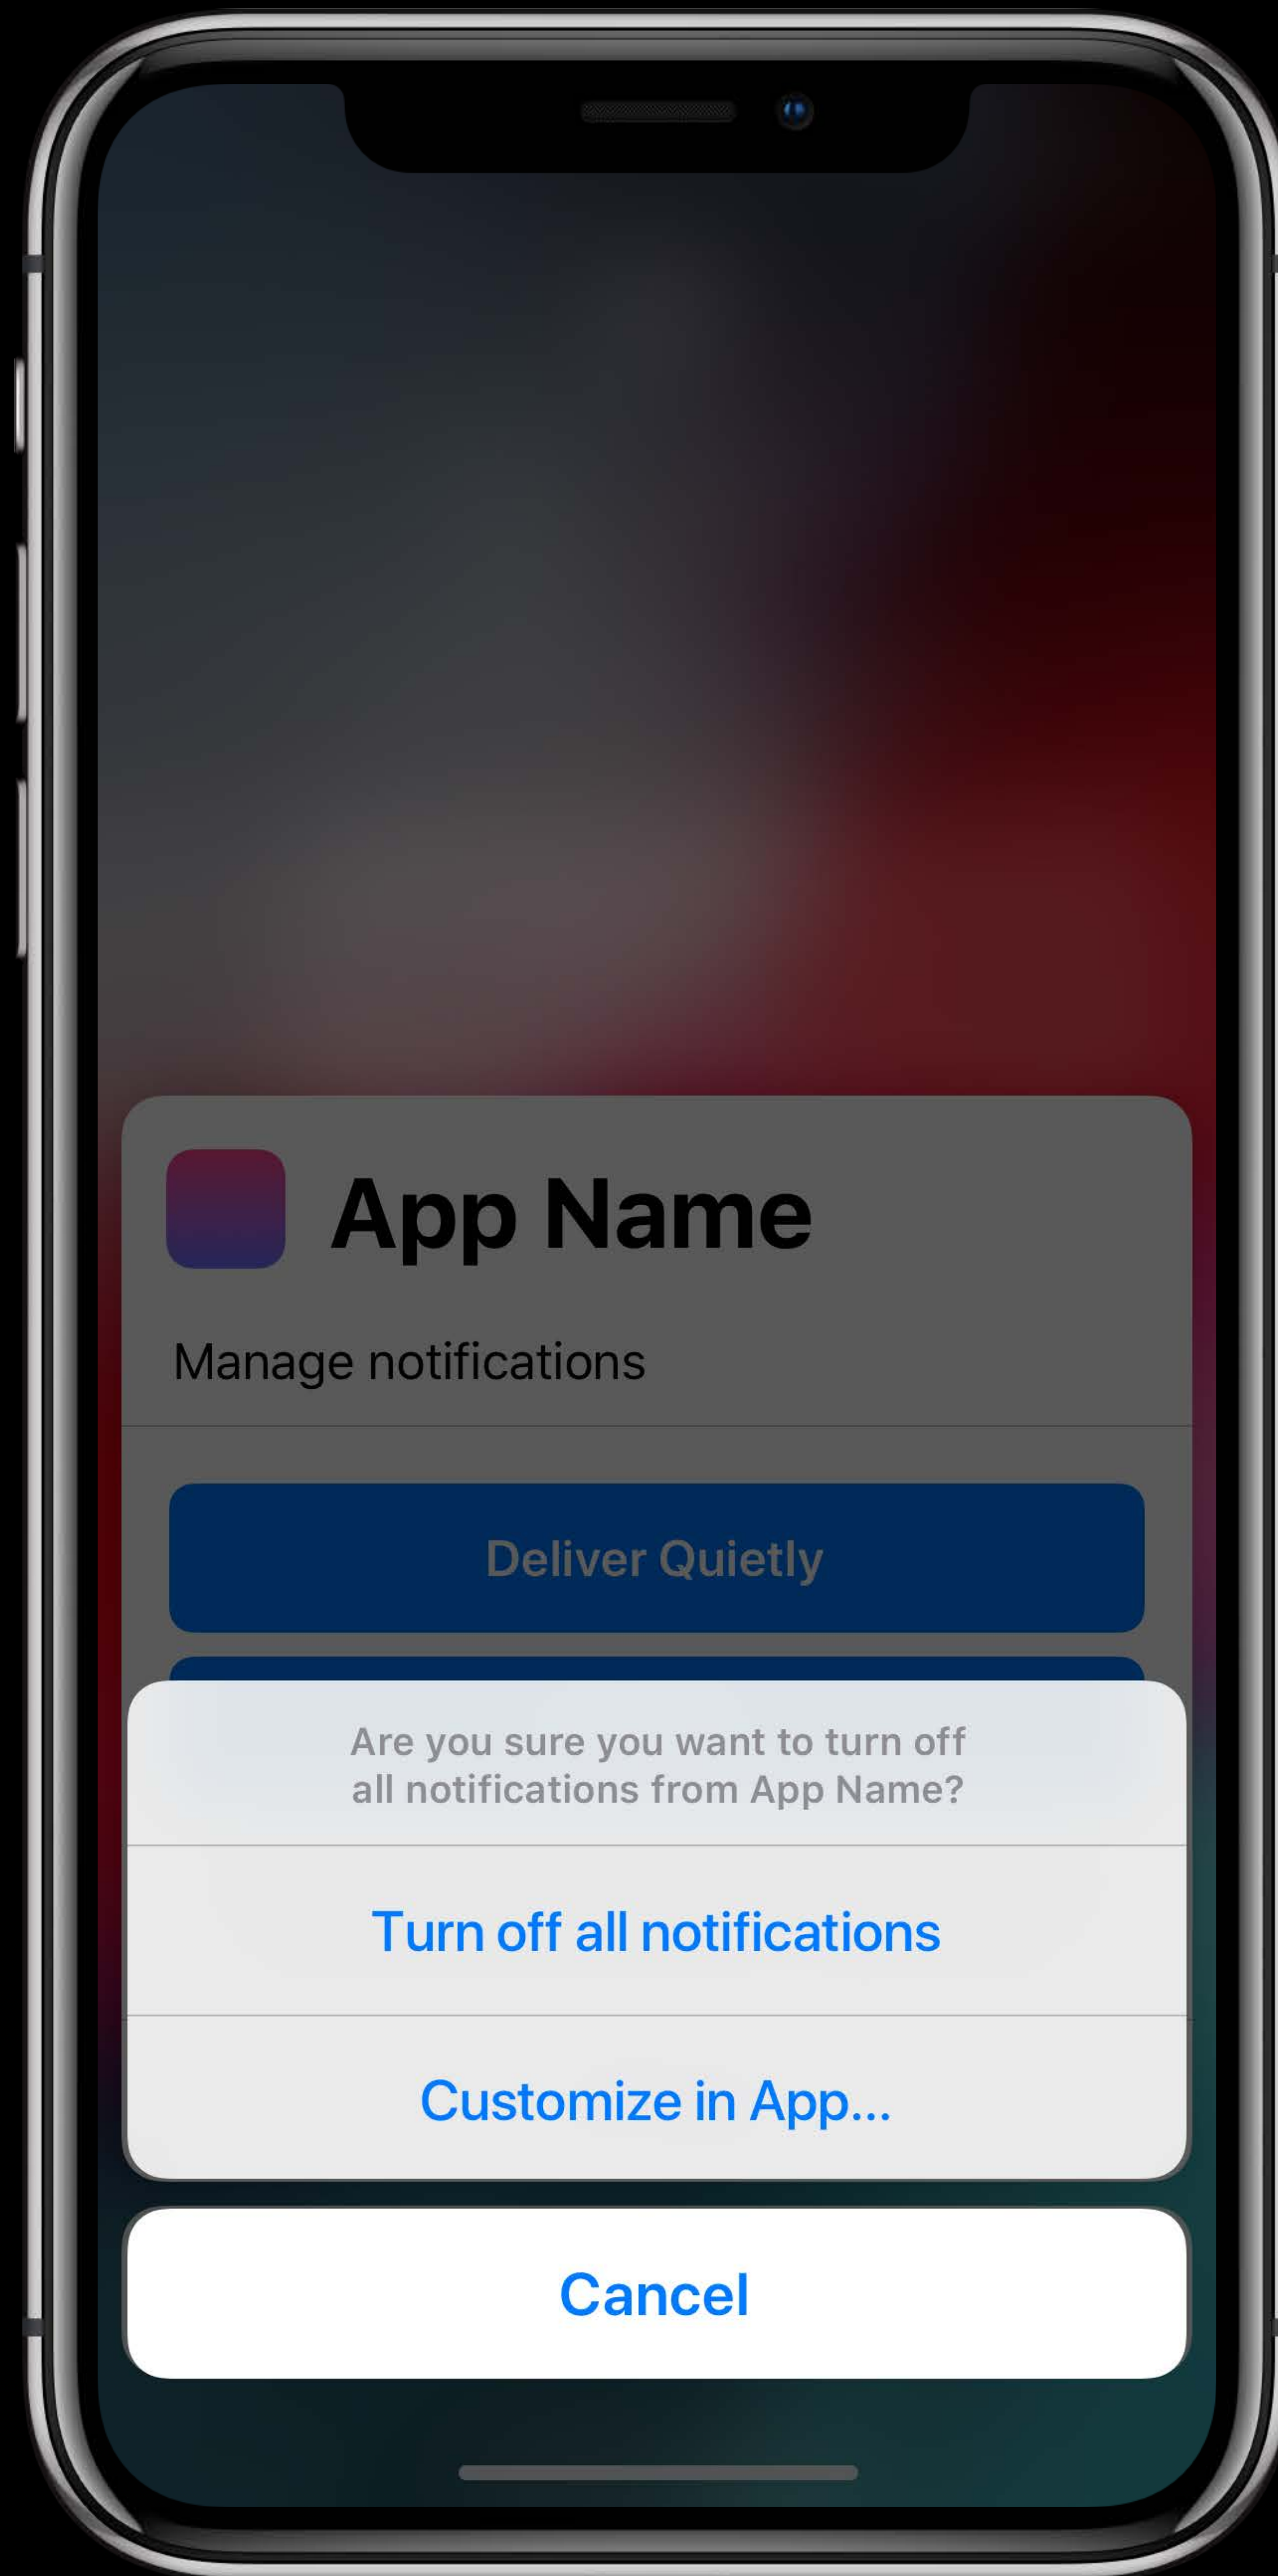 App Name
Manage notifications
Deliver Quietly
Are you sure you want to turn off
all notifications from App Name?
Turn off all notifications
Customize in App...
Cancel